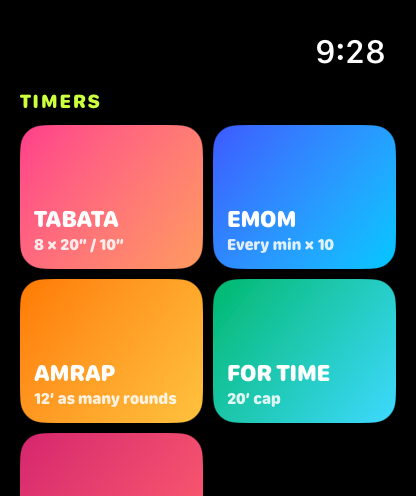 9:28
TIMERS
TABATA
8 × 20″ / 10″
EMOM
Every min × 10
AMRAP
12′ as many rounds
FOR TIME
20′ cap